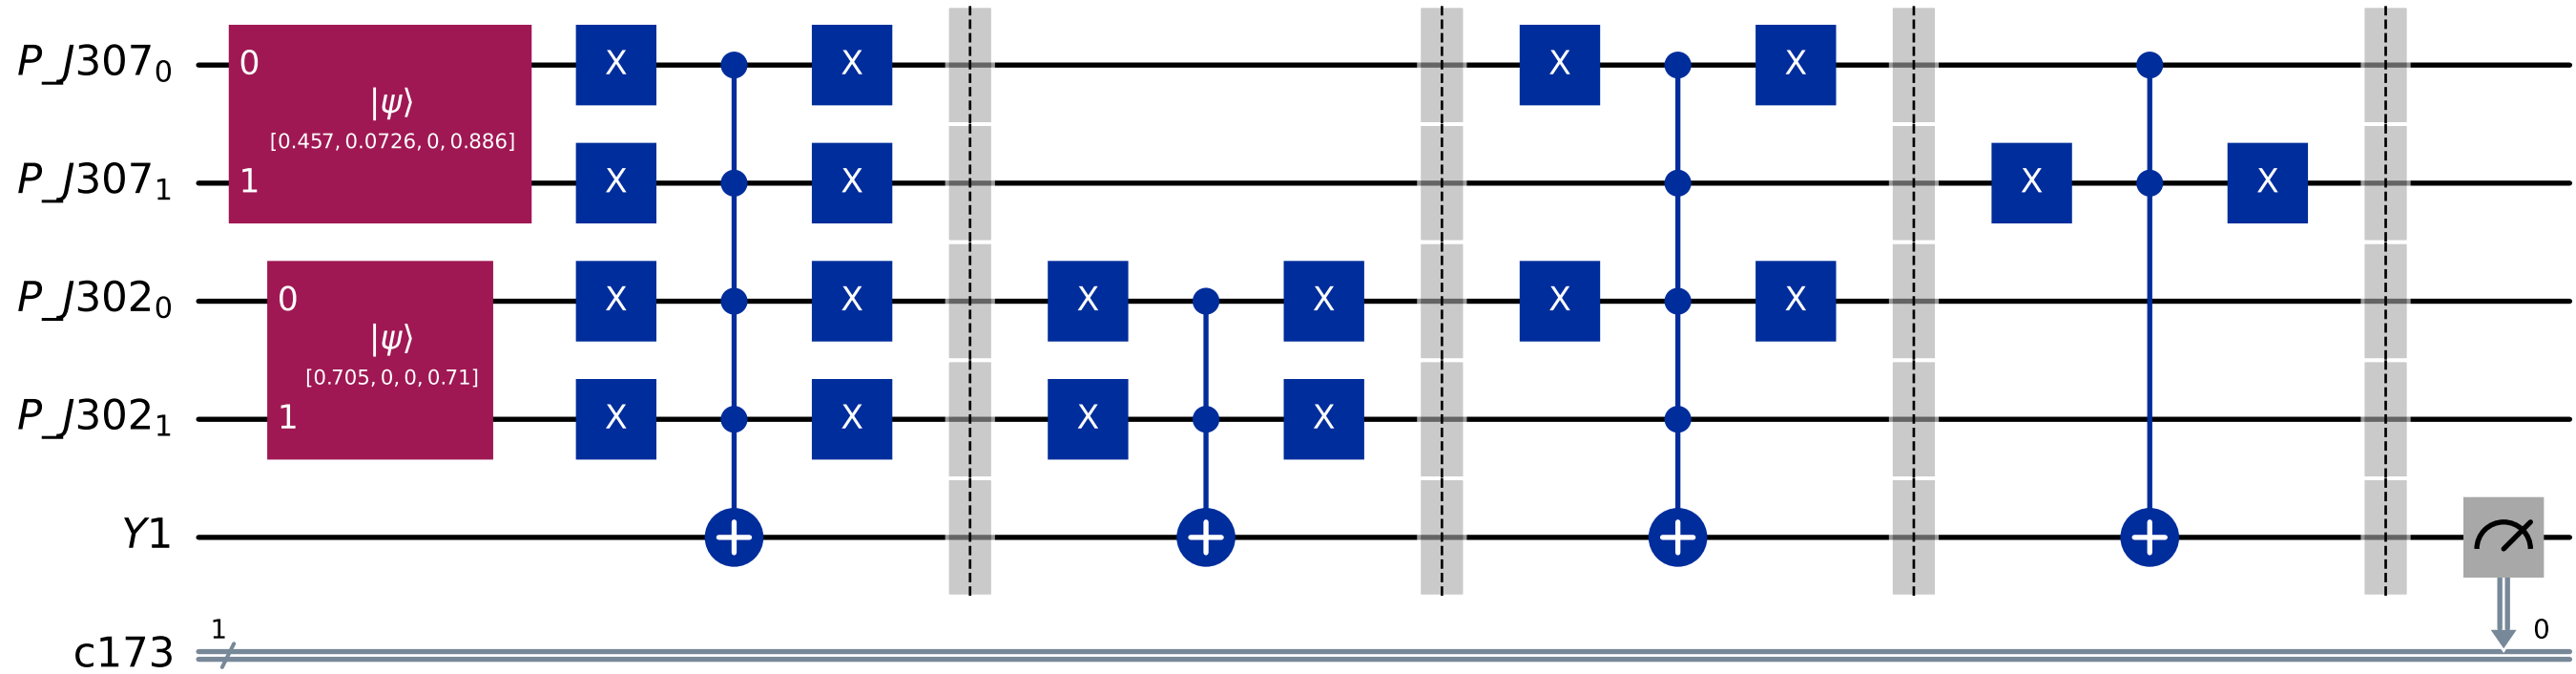 P_J307₀ 0 X X X X
|ψ⟩
[0.457, 0.0726, 0, 0.886]
P_J307₁ 1 X X X X
P_J302₀ 0 X X X X X X
|ψ⟩
[0.705, 0, 0, 0.71]
P_J302₁ 1 X X X X
Y1
1 0
c173